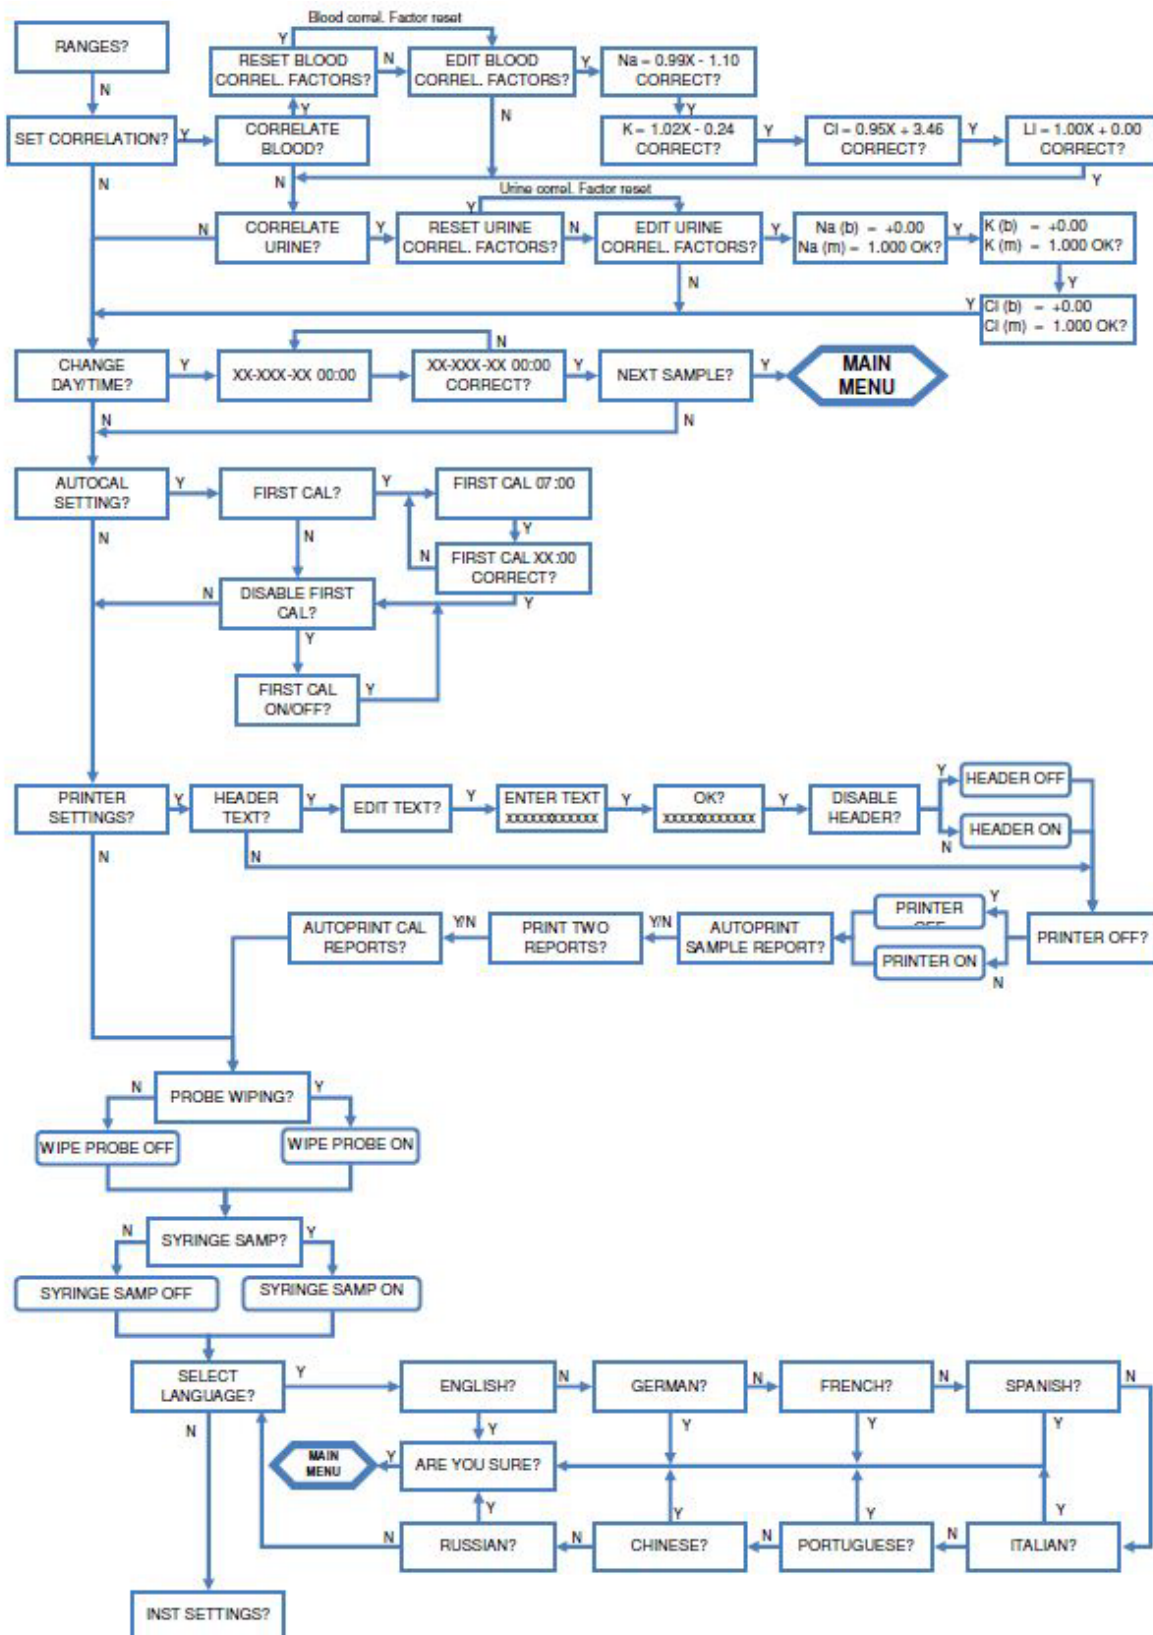 Blood correl. Factor reset
RANGES?
Y
RESET BLOOD
CORREL. FACTORS?
N
EDIT BLOOD
CORREL. FACTORS?
Y
Na = 0.99X - 1.10
CORRECT?
N
Y
Y
SET CORRELATION?
Y
CORRELATE
BLOOD?
N
K = 1.02X - 0.24
CORRECT?
Y
Cl = 0.95X + 3.46
CORRECT?
Y
LI = 1.00X + 0.00
CORRECT?
N
N
Y
Urine correl. Factor reset
N
CORRELATE
URINE?
Y
Y
RESET URINE
CORREL. FACTORS?
N
EDIT URINE
CORREL. FACTORS?
Y
Na (b) = +0.00
Na (m) = 1.000 OK?
Y
K (b) = +0.00
K (m) = 1.000 OK?
N
Y
Y
Cl (b) = +0.00
Cl (m) = 1.000 OK?
N
CHANGE
DAY/TIME?
Y
XX-XXX-XX 00:00
XX-XXX-XX 00:00
CORRECT?
Y
NEXT SAMPLE?
Y
MAIN
MENU
N
N
AUTOCAL
SETTING?
Y
FIRST CAL?
Y
FIRST CAL 07:00
Y
N
N
N
FIRST CAL XX:00
CORRECT?
N
DISABLE FIRST
CAL?
Y
Y
FIRST CAL
ON/OFF?
Y
PRINTER
SETTINGS?
Y
HEADER
TEXT?
Y
EDIT TEXT?
Y
ENTER TEXT
XXXXXXXXXXXX
Y
OK?
XXXXXXXXXXXX
Y
DISABLE
HEADER?
Y
HEADER OFF
N
HEADER ON
N
N
AUTOPRINT CAL
REPORTS?
Y/N
PRINT TWO
REPORTS?
Y/N
AUTOPRINT
SAMPLE REPORT?
PRINTER
Y
PRINTER ON
N
PRINTER OFF?
N
PROBE WIPING?
Y
WIPE PROBE OFF
WIPE PROBE ON
N
SYRINGE SAMP?
Y
SYRINGE SAMP OFF
SYRINGE SAMP ON
SELECT
LANGUAGE?
Y
ENGLISH?
N
GERMAN?
N
FRENCH?
N
SPANISH?
N
N
Y
Y
Y
Y
MAIN
MENU
Y
ARE YOU SURE?
Y
Y
Y
Y
N
RUSSIAN?
N
CHINESE?
N
PORTUGUESE?
N
ITALIAN?
INST SETTINGS?